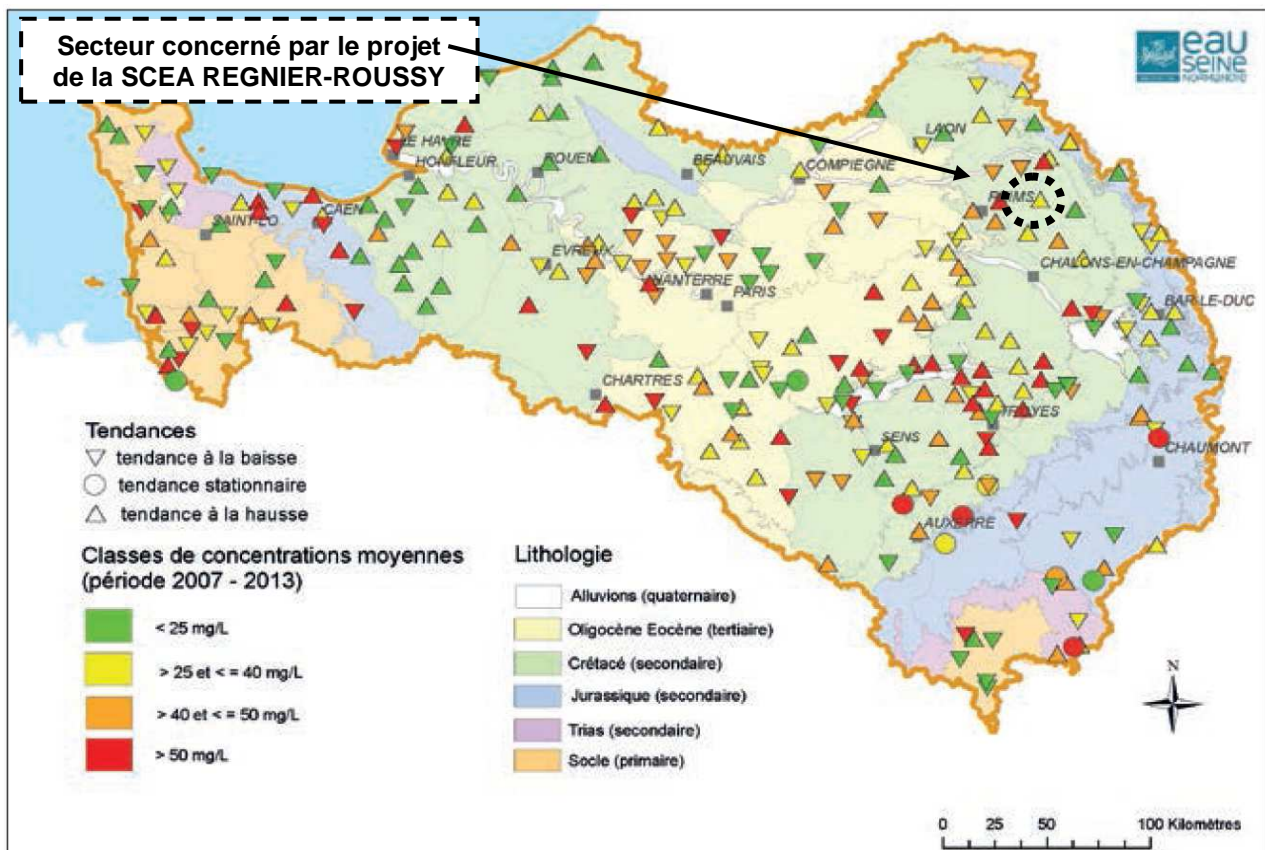 Secteur concerné par le projet
de la SCEA REGNIER-ROUSSY
eau
SEINE
NORMANDIE
LAON
LE HAVRE
HONFLEUR
ROUEN
BEAUVAIS
COMPIEGNE
REIMS
SAINT-LO
CAEN
EVREUX
NANTERRE
PARIS
CHALONS-EN-CHAMPAGNE
BAR-LE-DUC
CHARTRES
TROYES
SENS
CHAUMONT
AUXERRE
Tendances
tendance à la baisse
tendance stationnaire
tendance à la hausse
Classes de concentrations moyennes
(période 2007 - 2013)
< 25 mg/L
> 25 et < = 40 mg/L
> 40 et < = 50 mg/L
> 50 mg/L
Lithologie
Alluvions (quaternaire)
Oligocène Eocène (tertiaire)
Crétacé (secondaire)
Jurassique (secondaire)
Trias (secondaire)
Socle (primaire)
N
0 25 50 100 Kilomètres